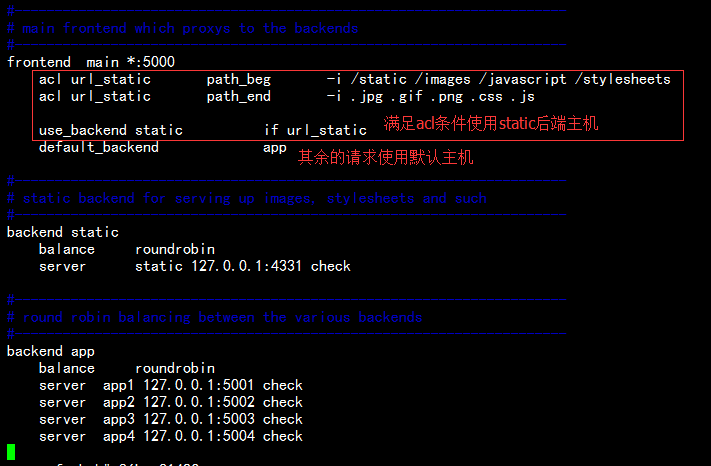 #---------------------------------------------------------------------
# main frontend which proxys to the backends
#---------------------------------------------------------------------
frontend  main *:5000
    acl url_static       path_beg       -i /static /images /javascript /stylesheets
    acl url_static       path_end       -i .jpg .gif .png .css .js
    use_backend static          if url_static 满足acl条件使用static后端主机
    default_backend             app 其余的请求使用默认主机
#---------------------------------------------------------------------
# static backend for serving up images, stylesheets and such
#---------------------------------------------------------------------
backend static
    balance     roundrobin
    server      static 127.0.0.1:4331 check
#---------------------------------------------------------------------
# round robin balancing between the various backends
#---------------------------------------------------------------------
backend app
    balance     roundrobin
    server  app1 127.0.0.1:5001 check
    server  app2 127.0.0.1:5002 check
    server  app3 127.0.0.1:5003 check
    server  app4 127.0.0.1:5004 check